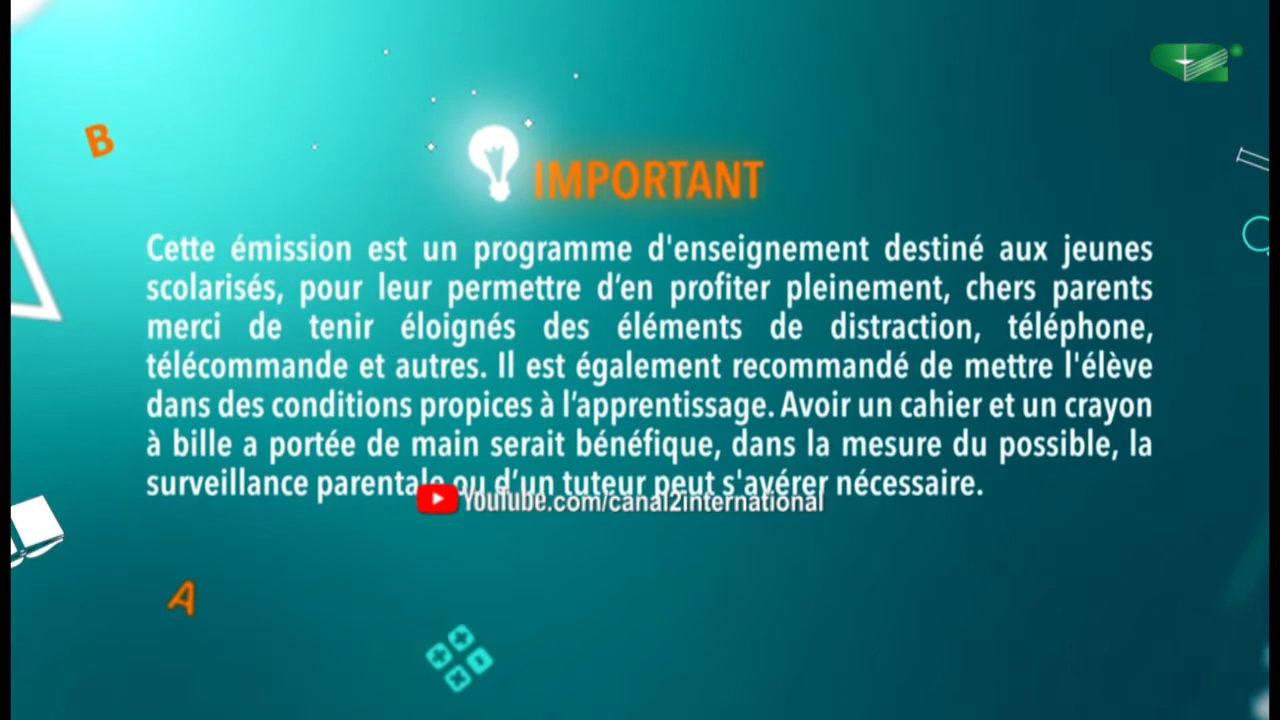 B
IMPORTANT
Cette émission est un programme d'enseignement destiné aux jeunes
scolarisés, pour leur permettre d’en profiter pleinement, chers parents
merci de tenir éloignés des éléments de distraction, téléphone,
télécommande et autres. Il est également recommandé de mettre l'élève
dans des conditions propices à l’apprentissage. Avoir un cahier et un crayon
à bille a portée de main serait bénéfique, dans la mesure du possible, la
surveillance parentale ou d’un tuteur peut s'avérer nécessaire.
YouTube.com/canal2international
A